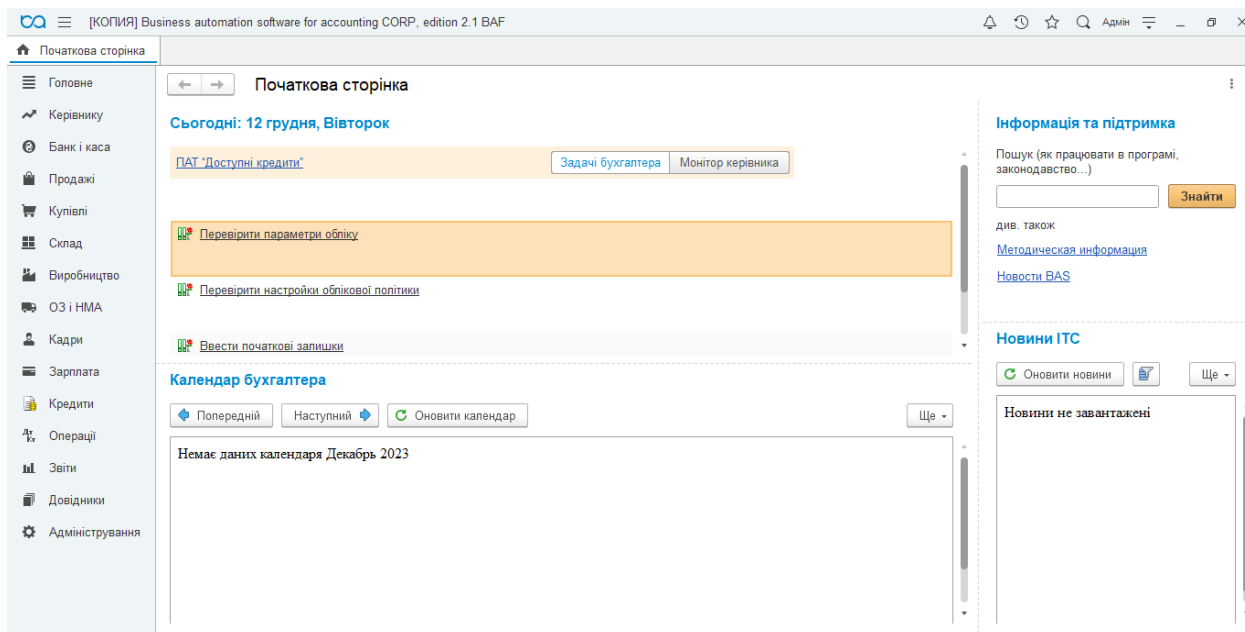 [КОПИЯ] Business automation software for accounting CORP, edition 2.1 BAF
Адмін
Початкова сторінка
Головне
Керівнику
Банк і каса
Продажі
Купівлі
Склад
Виробництво
ОЗ і НМА
Кадри
Зарплата
Кредити
Дт Кт Операції
Звіти
Довідники
Адміністрування
Початкова сторінка
Сьогодні: 12 грудня, Вівторок
ПАТ "Доступні кредити"
Задачі бухгалтера Монітор керівника
Перевірити параметри обліку
Перевірити настройки облікової політики
Ввести початкові залишки
Календар бухгалтера
Попередній Наступний Оновити календар Ще
Немає даних календаря Декабрь 2023
Інформація та підтримка
Пошук (як працювати в програмі,
законодавство...)
Знайти
див. також
Методическая информация
Новости BAS
Новини ІТС
Оновити новини Ще
Новини не завантажені